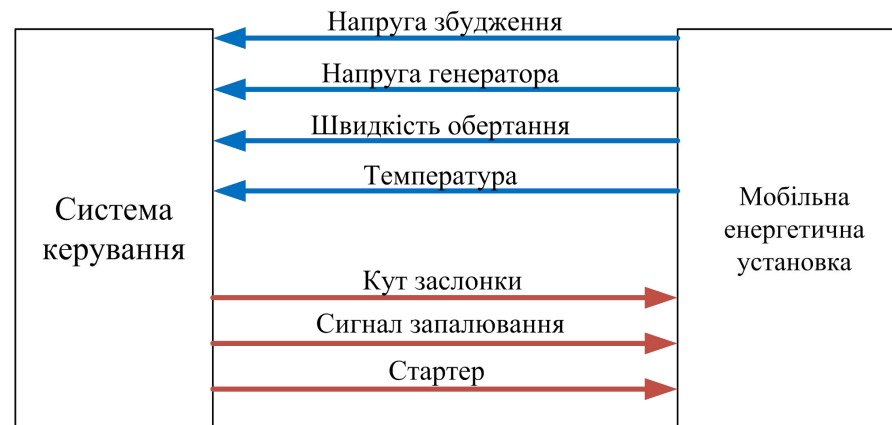 Напруга збудження
Напруга генератора
Швидкість обертання
Температура
Система
керування
Мобільна
енергетична
установка
Кут заслонки
Сигнал запалювання
Стартер